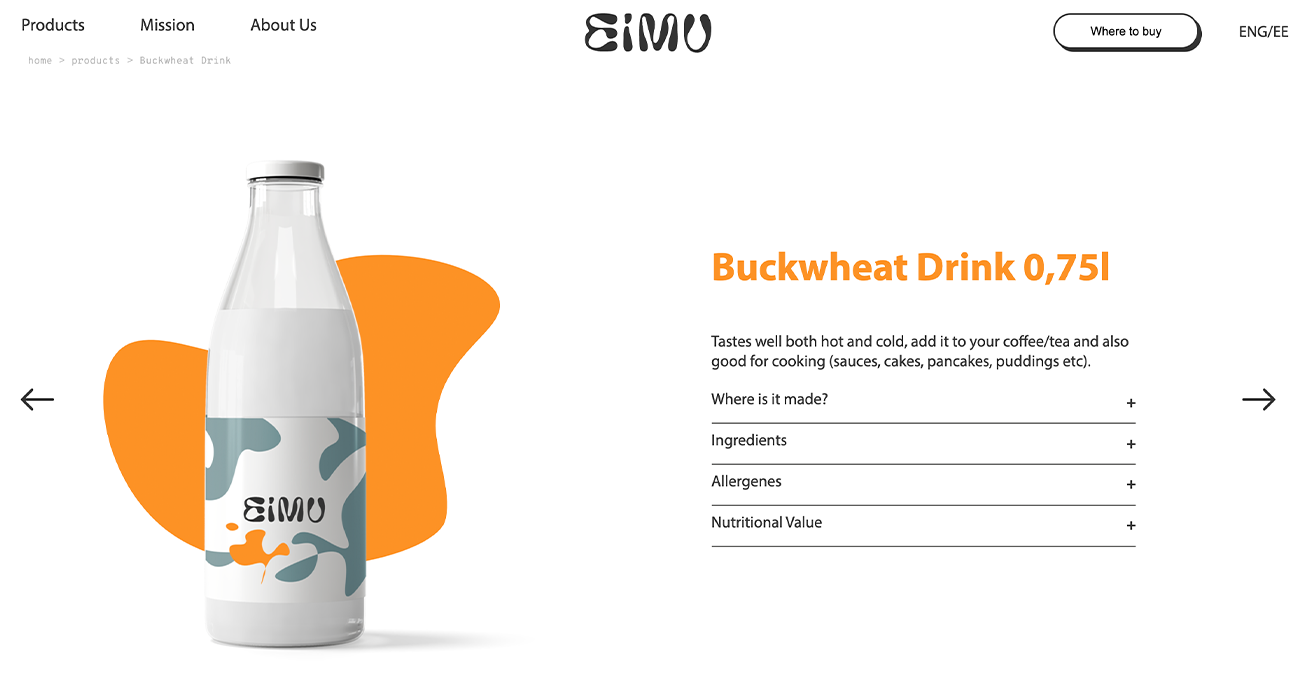 Products
Mission
About Us
EiMU
Where to buy
ENG/EE
home > products > Buckwheat Drink
Buckwheat Drink 0,75l
Tastes well both hot and cold, add it to your coffee/tea and also
good for cooking (sauces, cakes, pancakes, puddings etc).
Where is it made? +
Ingredients +
Allergenes +
Nutritional Value +
EiMU